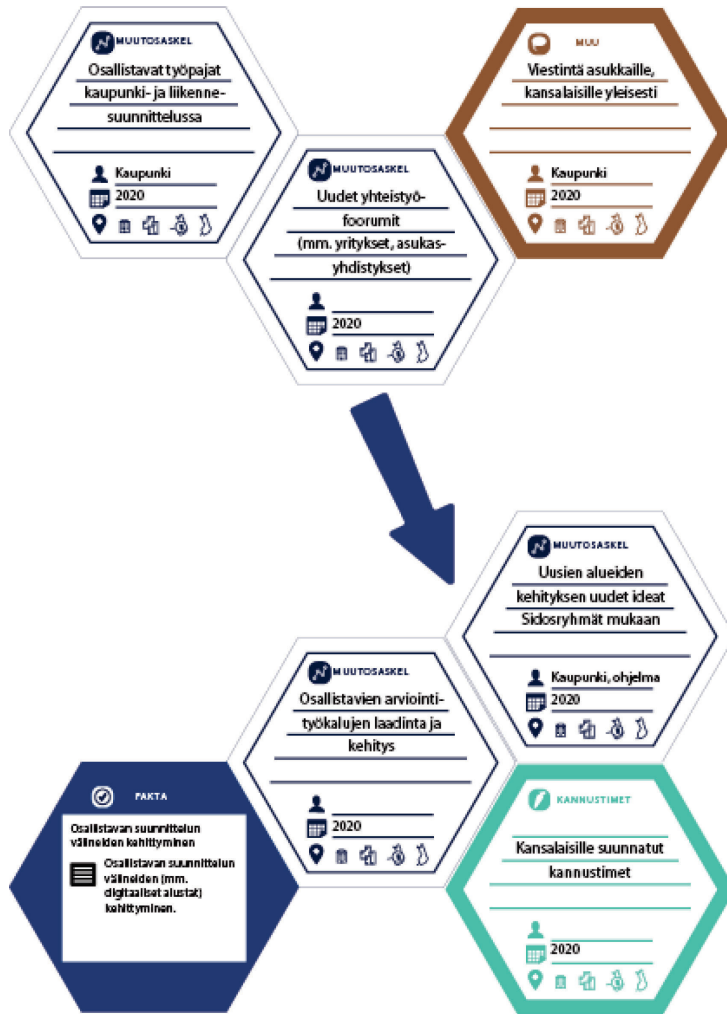 MUUTOSASKEL
Osallistavat työpajat
kaupunki- ja liikenne-
suunnittelussa
Kaupunki
2020
MUU
Viestintä asukkaille,
kansalaisille yleisesti
Kaupunki
2020
MUUTOSASKEL
Uudet yhteistyö-
foorumit
(mm. yritykset, asukas-
yhdistykset)
2020
MUUTOSASKEL
Uusien alueiden
kehityksen uudet ideat
Sidosryhmät mukaan
Kaupunki, ohjelma
2020
MUUTOSASKEL
Osallistavien arviointi-
työkalujen laadinta ja
kehitys
2020
FAKTA
Osallistavan suunnittelun
välineiden kehittyminen
Osallistavan suunnittelun
välineiden (mm.
digitaaliset alustat)
kehittyminen.
KANNUSTIMET
Kansalaisille suunnatut
kannustimet
2020